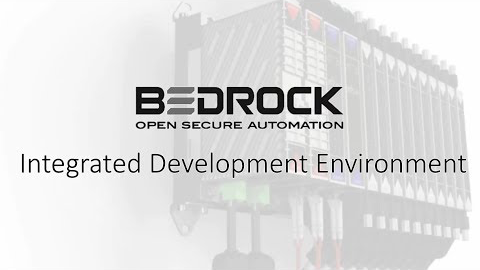 BEDROCK
OPEN SECURE AUTOMATION
Integrated Development Environment